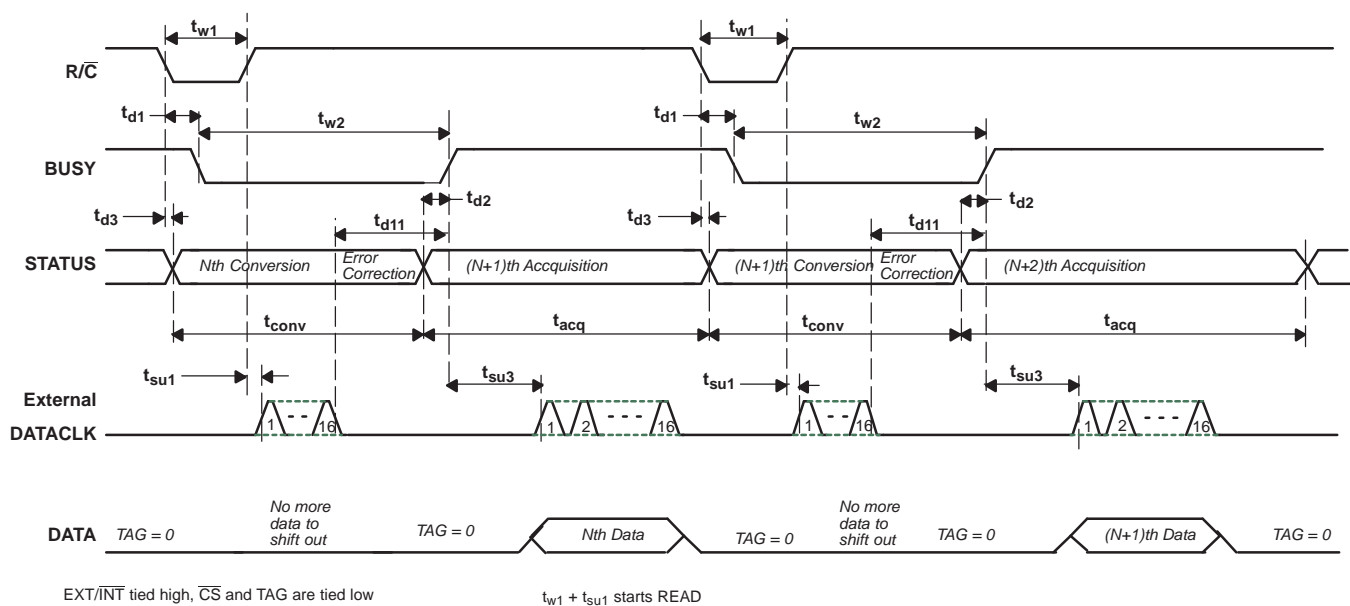 tw1 tw1
R/C̅
td1 tw2 td1 tw2
BUSY
td2 td2
td3 td11 td3 td11
STATUS Nth Conversion Error Correction (N+1)th Accquisition (N+1)th Conversion Error Correction (N+2)th Acquisition
tconv tacq tconv tacq
tsu1 tsu3 tsu1 tsu3
External
DATACLK 1 - - 16 1 2 - - - 16 1 - - 16 1 2 - - - 16
No more No more
DATA TAG = 0 data to TAG = 0 Nth Data TAG = 0 data to TAG = 0 (N+1)th Data TAG = 0
shift out shift out
EXT/I̅N̅T̅ tied high, C̅S̅ and TAG are tied low tw1 + tsu1 starts READ